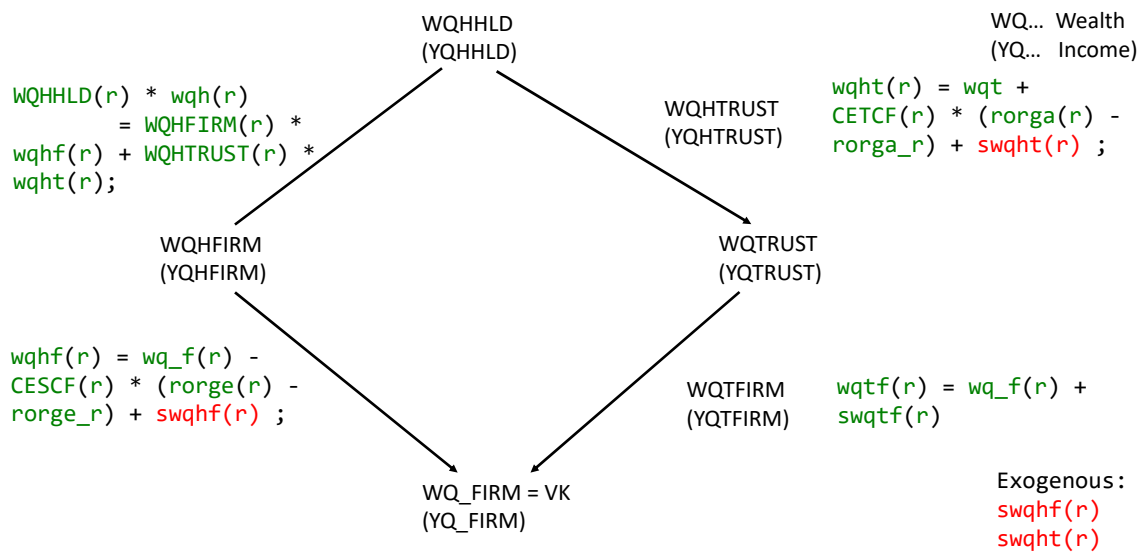 WQHHLD
(YQHHLD)
WQ... Wealth
(YQ... Income)
WQHHLD(r) * wqh(r)
= WQHFIRM(r) *
wqhf(r) + WQHTRUST(r) *
wqht(r);
WQHTRUST
(YQHTRUST)
wqht(r) = wqt +
CETCF(r) * (rorga(r) -
rorga_r) + swqht(r) ;
WQHFIRM
(YQHFIRM)
WQTRUST
(YQTRUST)
wqhf(r) = wq_f(r) -
CESCF(r) * (rorge(r) -
rorge_r) + swqhf(r) ;
WQTFIRM
(YQTFIRM)
wqtf(r) = wq_f(r) +
swqtf(r)
WQ_FIRM = VK
(YQ_FIRM)
Exogenous:
swqhf(r)
swqht(r)